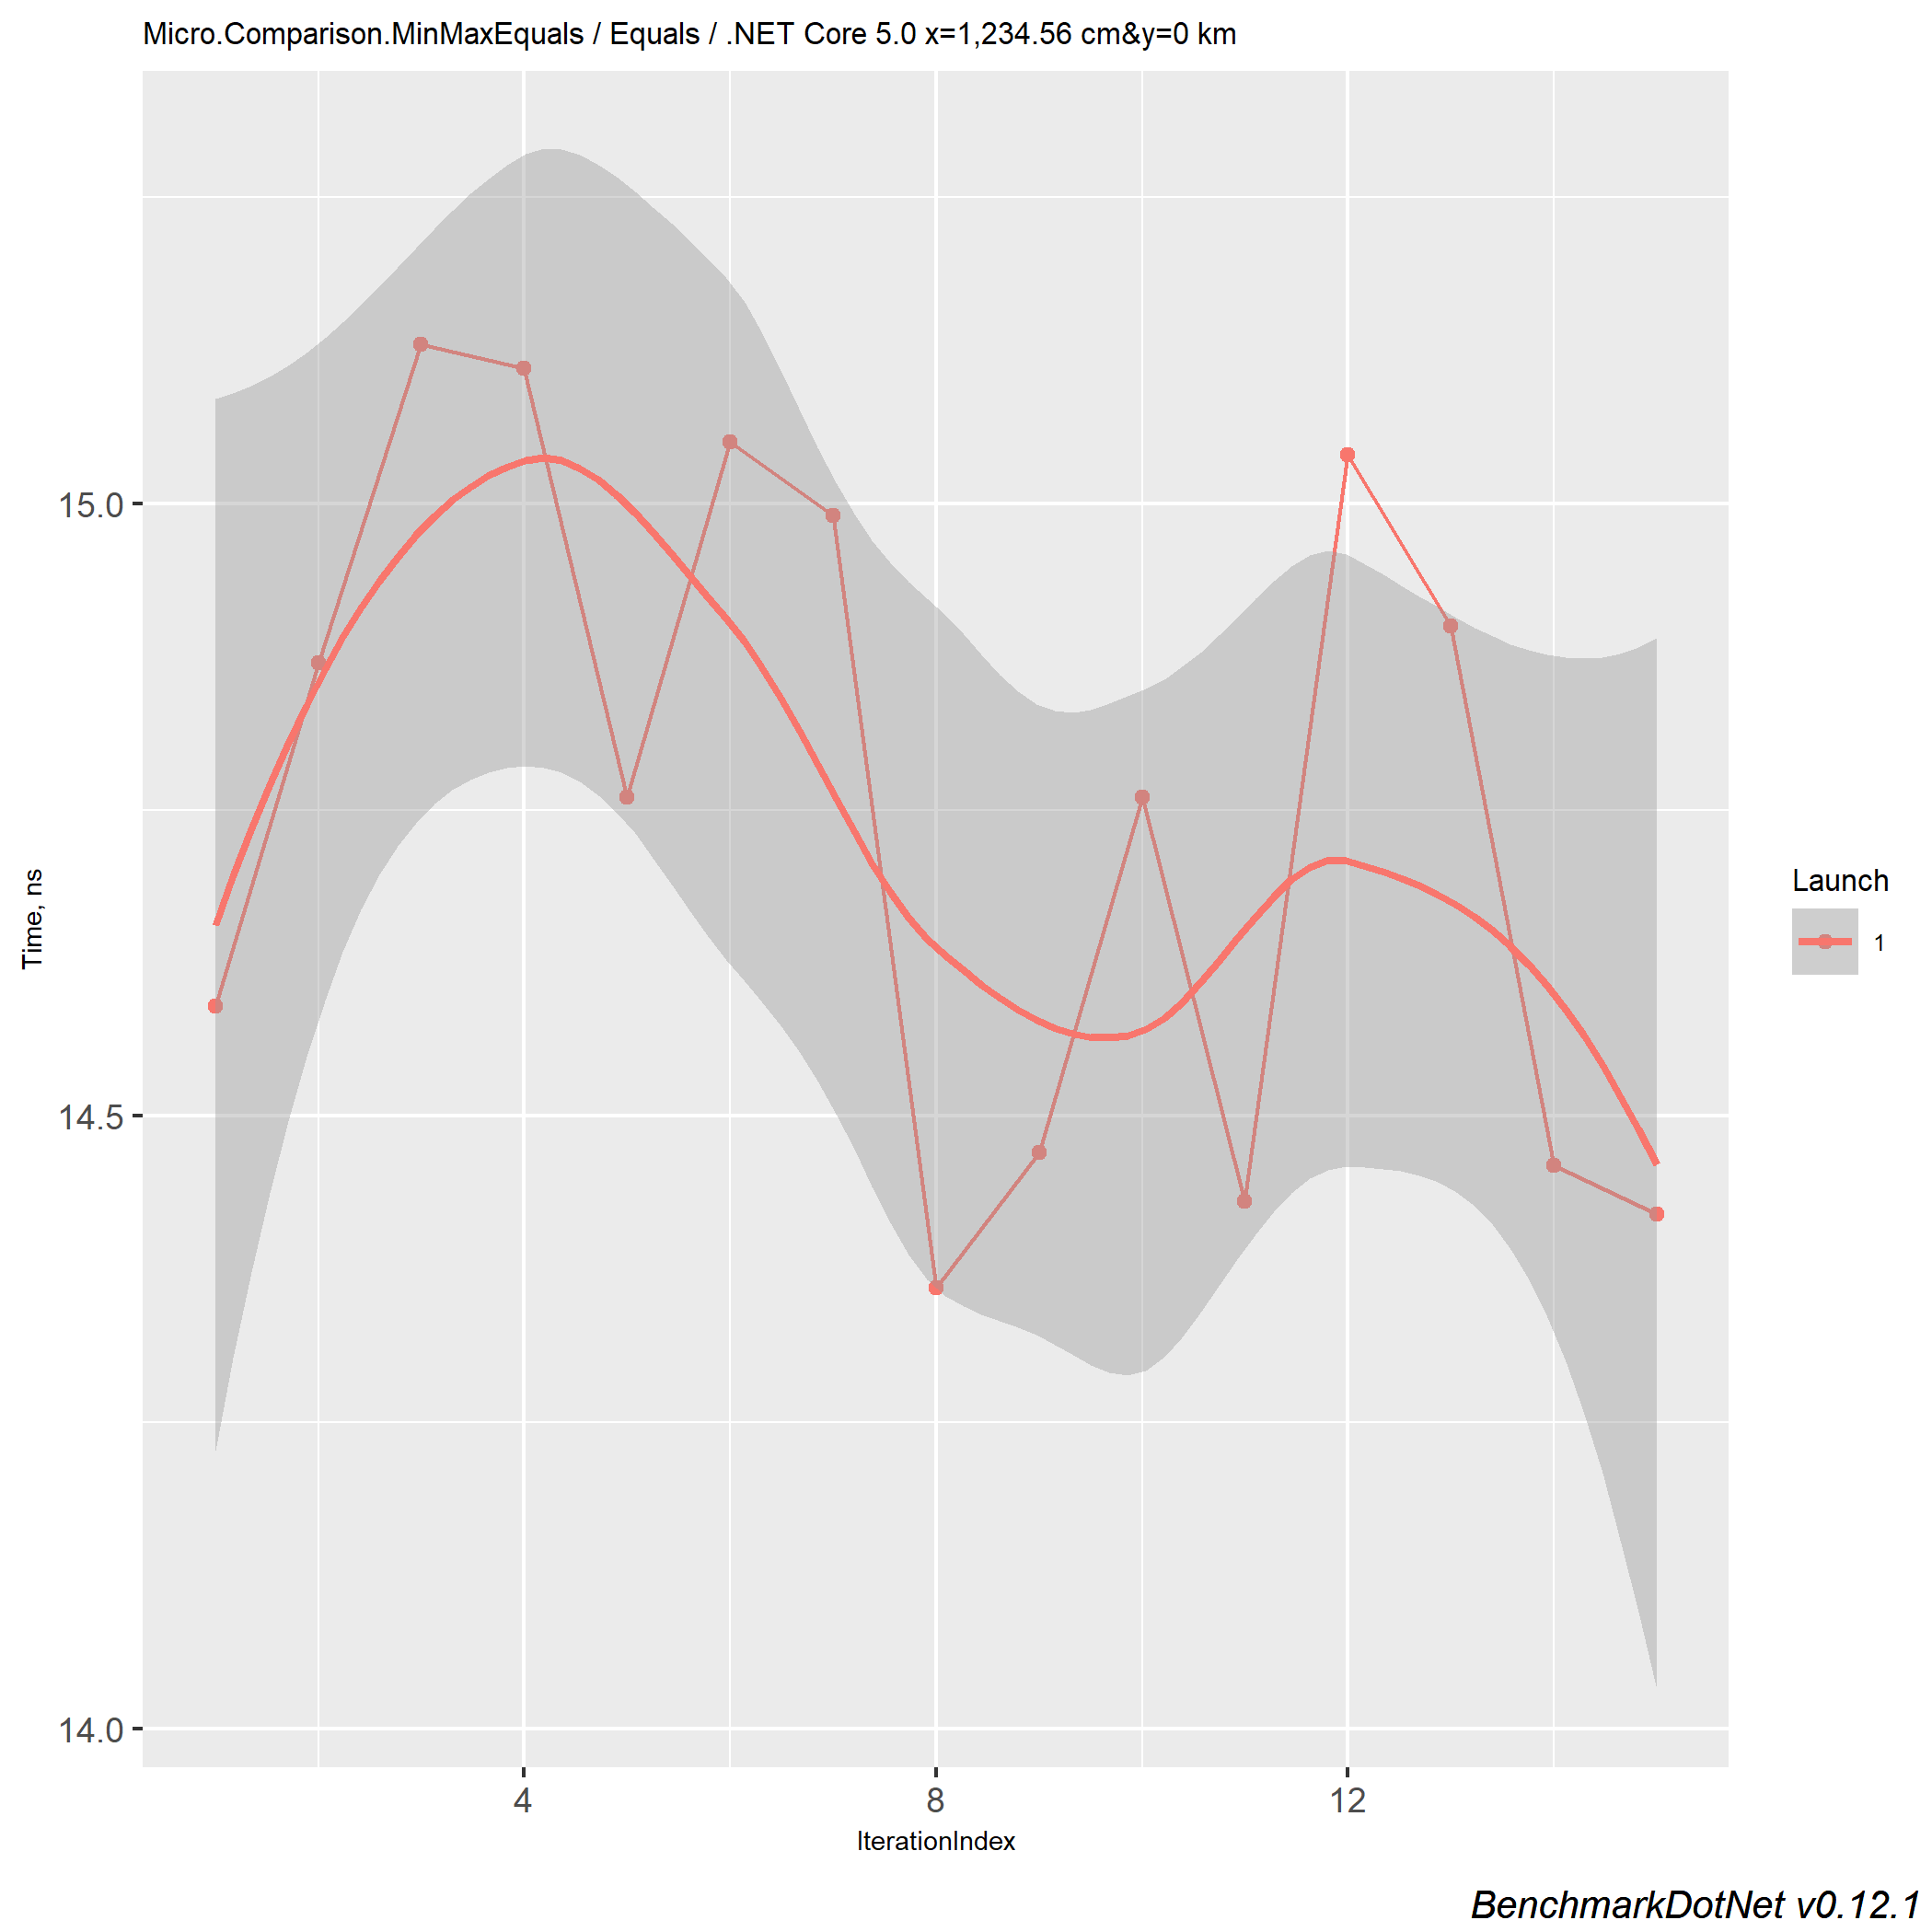 Micro.Comparison.MinMaxEquals / Equals / .NET Core 5.0 x=1,234.56 cm&y=0 km
15.0
14.5
14.0
Time, ns
4 8 12
IterationIndex
Launch
1
BenchmarkDotNet v0.12.1